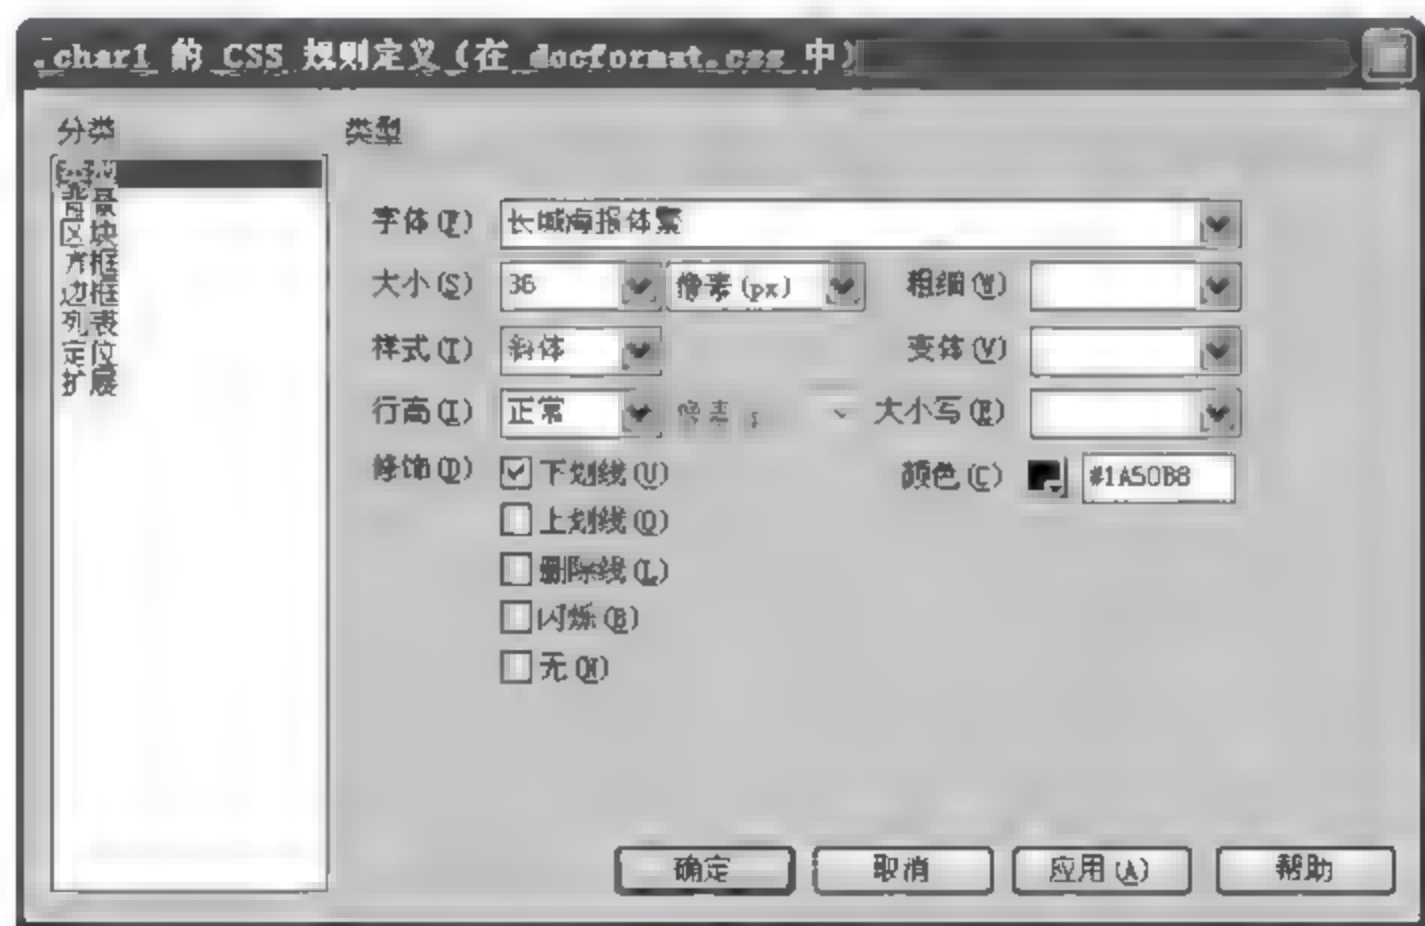 .char1 的 CSS 规则定义(在 docformat.css 中)
分类
类型
背景
区块
方框
边框
列表
定位
扩展
字体(F) 长城海报体繁
大小(S) 36 像素(px) 粗细(W)
样式(T) 斜体 变体(V)
行高(I) 正常 像素 大小写(R)
修饰(D) 下划线(U) 颜色(C) #1A50B8
上划线(O)
删除线(L)
闪烁(B)
无(N)
确定 取消 应用(A) 帮助